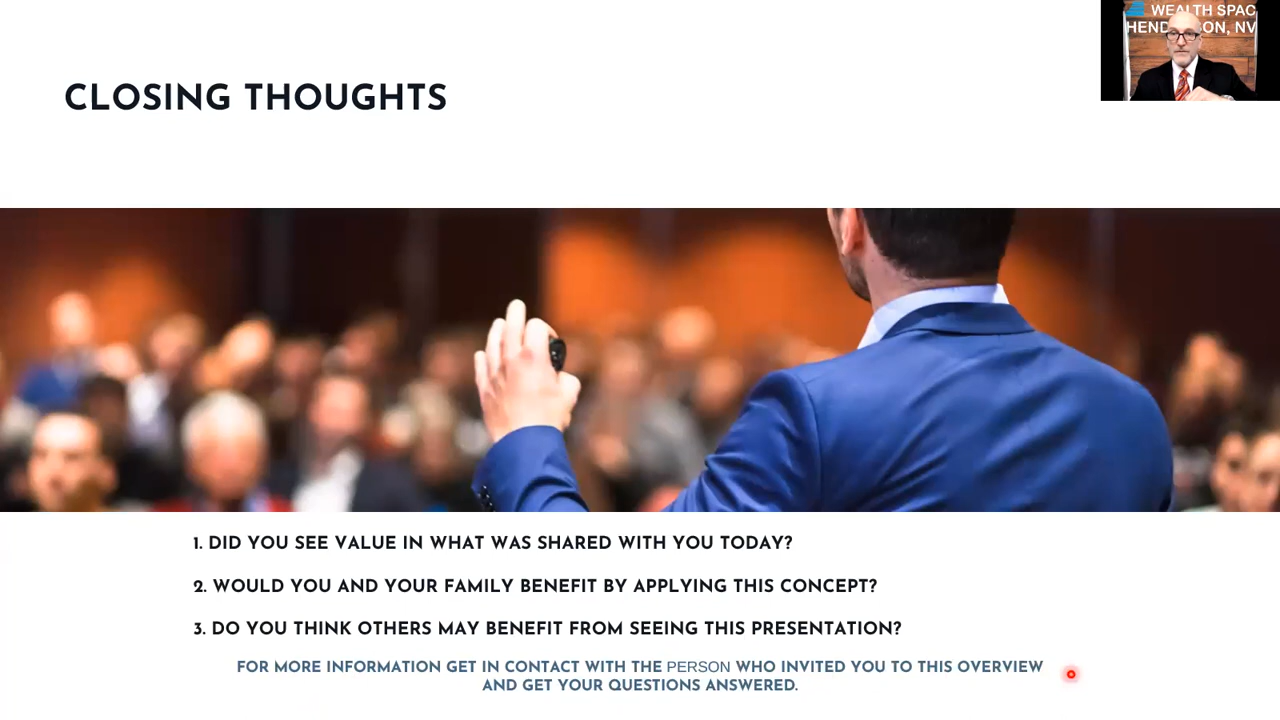 WEALTH SPAC
CLOSING THOUGHTS
1. DID YOU SEE VALUE IN WHAT WAS SHARED WITH YOU TODAY?
2. WOULD YOU AND YOUR FAMILY BENEFIT BY APPLYING THIS CONCEPT?
3. DO YOU THINK OTHERS MAY BENEFIT FROM SEEING THIS PRESENTATION?
FOR MORE INFORMATION GET IN CONTACT WITH THE PERSON WHO INVITED YOU TO THIS OVERVIEW
AND GET YOUR QUESTIONS ANSWERED.